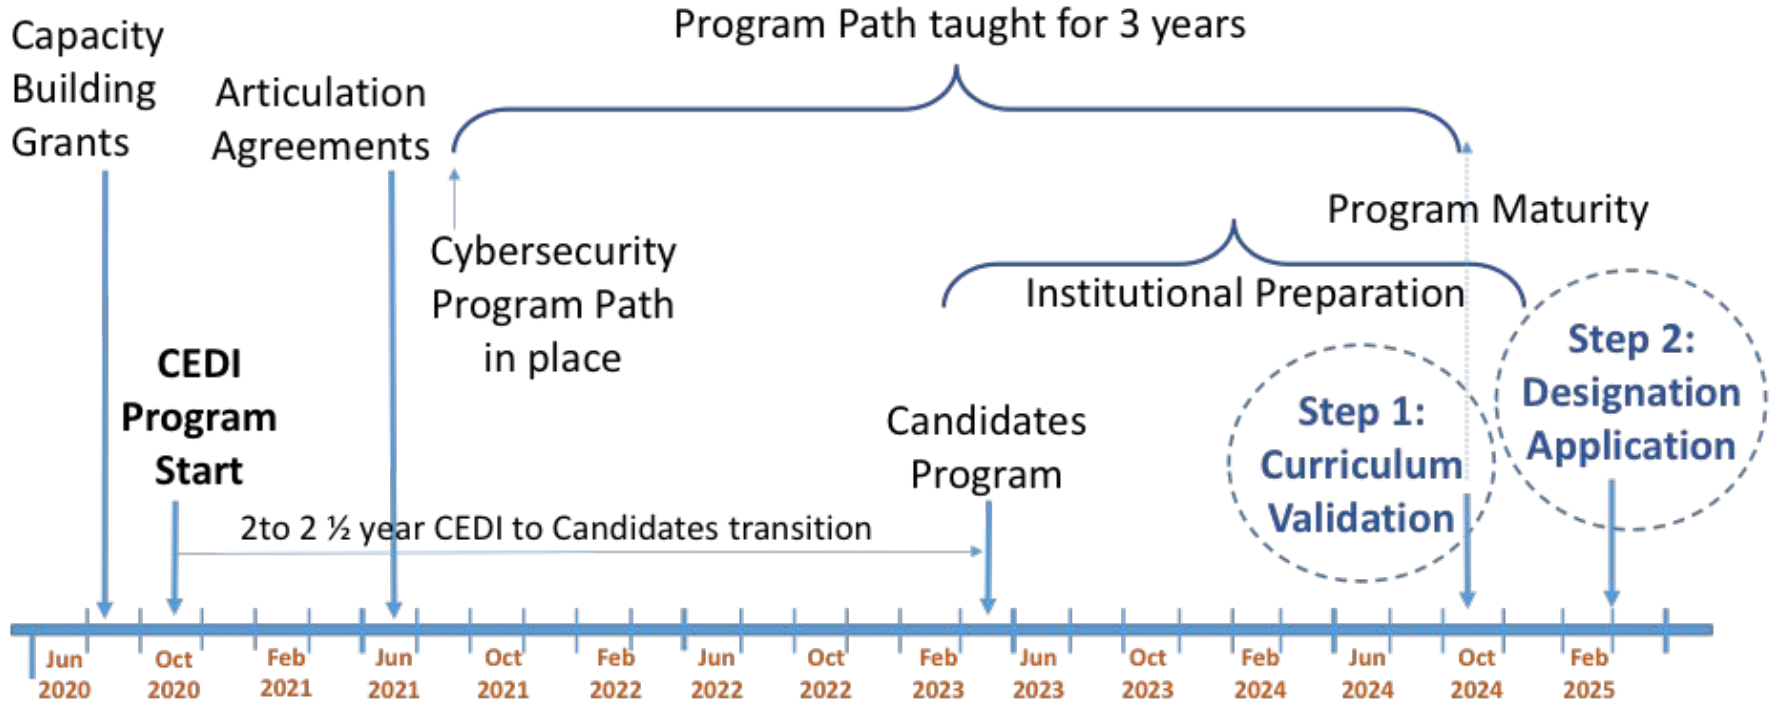 Program Path taught for 3 years
Capacity
Building
Grants
Articulation
Agreements
Program Maturity
Cybersecurity
Program Path
in place
Institutional Preparation
CEDI
Program
Start
Candidates
Program
Step 1:
Curriculum
Validation
Step 2:
Designation
Application
2to 2 ½ year CEDI to Candidates transition
Jun
2020
Oct
2020
Feb
2021
Jun
2021
Oct
2021
Feb
2022
Jun
2022
Oct
2022
Feb
2023
Jun
2023
Oct
2023
Feb
2024
Jun
2024
Oct
2024
Feb
2025